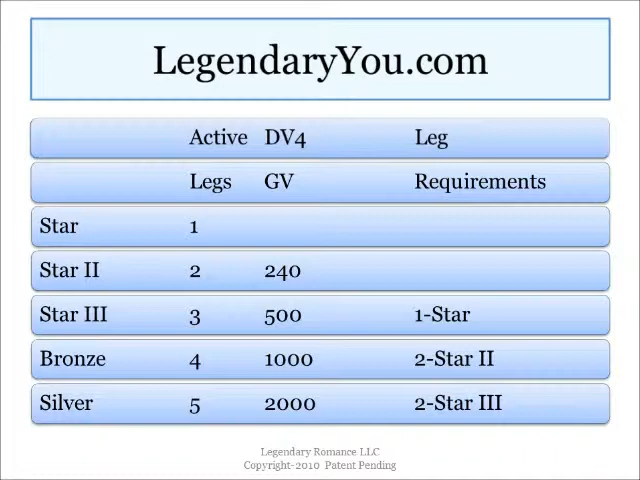 LegendaryYou.com
Active DV4 Leg
Legs GV Requirements
Star 1
Star II 2 240
Star III 3 500 1-Star
Bronze 4 1000 2-Star II
Silver 5 2000 2-Star III
Legendary Romance LLC
Copyright-2010 Patent Pending